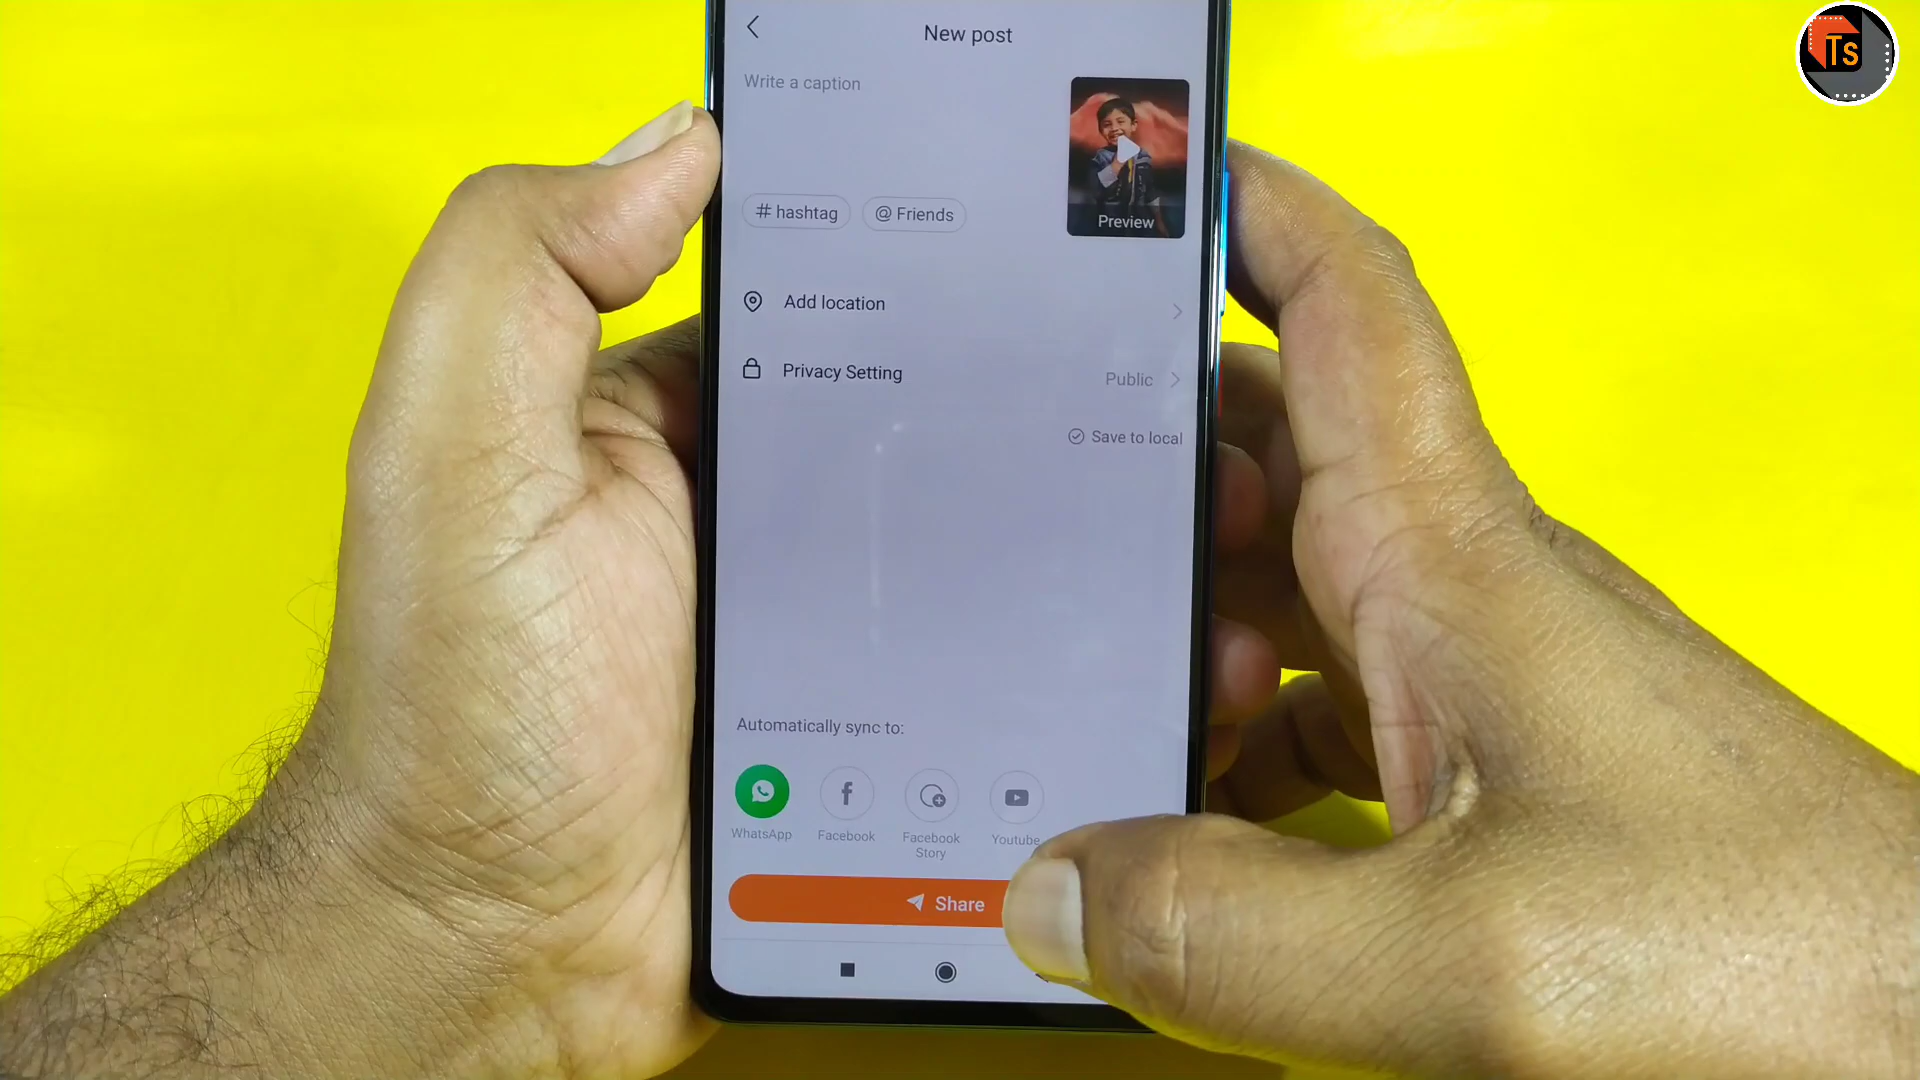 Ts
New post
Write a caption
# hashtag
@ Friends
Preview
Add location
Privacy Setting
Public
Save to local
Automatically sync to:
WhatsApp
Facebook
Facebook
Story
Youtube
Share